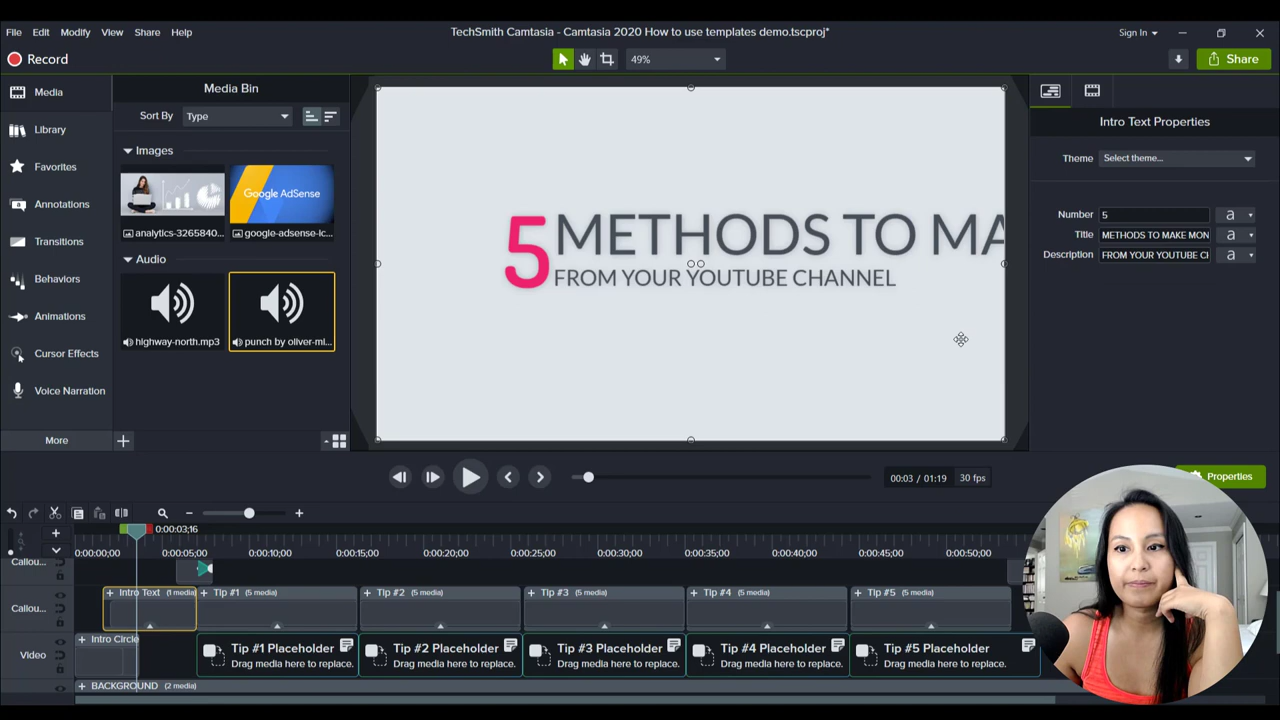 File Edit Modify View Share Help
TechSmith Camtasia - Camtasia 2020 How to use templates demo.tscproj*
Sign In
Record
49%
Share
Media
Library
Favorites
Annotations
Transitions
Behaviors
Animations
Cursor Effects
Voice Narration
More
Media Bin
Sort By Type
Images
Google AdSense
analytics-3265840... google-adsense-lc...
Audio
highway-north.mp3 punch by oliver-mi...
5 METHODS TO MA
FROM YOUR YOUTUBE CHANNEL
Intro Text Properties
Theme Select theme...
Number 5 a
Title METHODS TO MAKE MON a
Description FROM YOUR YOUTUBE CH a
00:03 / 01:19 30 fps
Properties
0:00:03;16
0:00:00;00 0:00:05;00 0:00:10;00 0:00:15;00 0:00:20;00 0:00:25;00 0:00:30;00 0:00:35;00 0:00:40;00 0:00:45;00 0:00:50;00
Callou...
Callou...
+ Intro Text (1 media) + Tip #1 (5 media) + Tip #2 (5 media) + Tip #3 (5 media) + Tip #4 (5 media) + Tip #5 (5 media)
+ Intro Circle
Video
Tip #1 Placeholder Tip #2 Placeholder Tip #3 Placeholder Tip #4 Placeholder Tip #5 Placeholder
Drag media here to replace. Drag media here to replace. Drag media here to replace. Drag media here to replace. Drag media here to replace.
+ BACKGROUND (2 media)